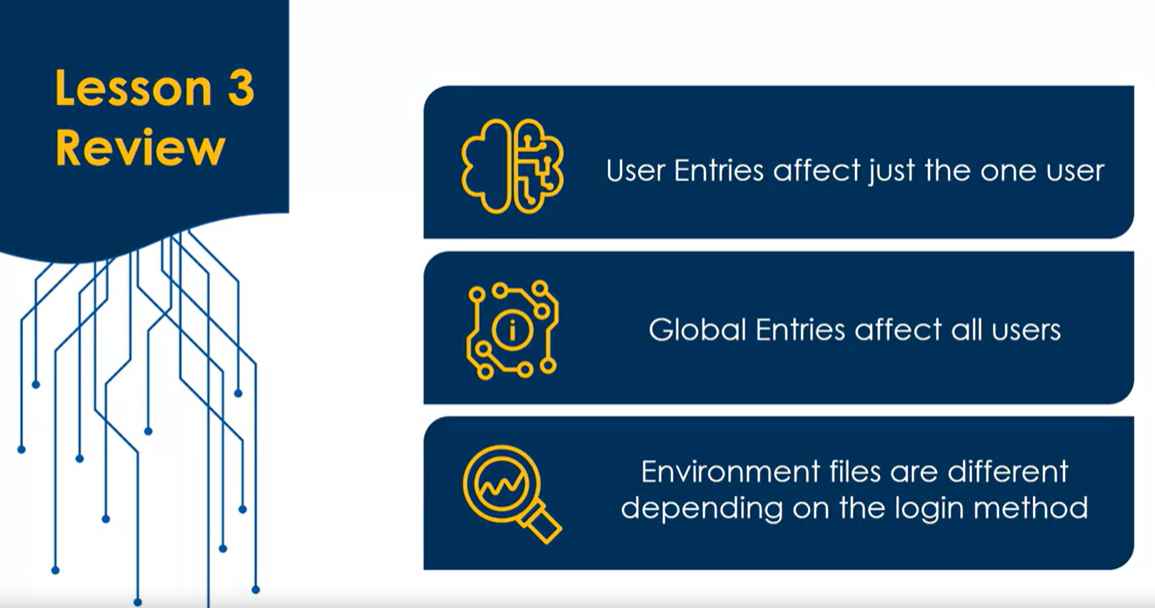 Lesson 3
Review
User Entries affect just the one user
Global Entries affect all users
Environment files are different
depending on the login method